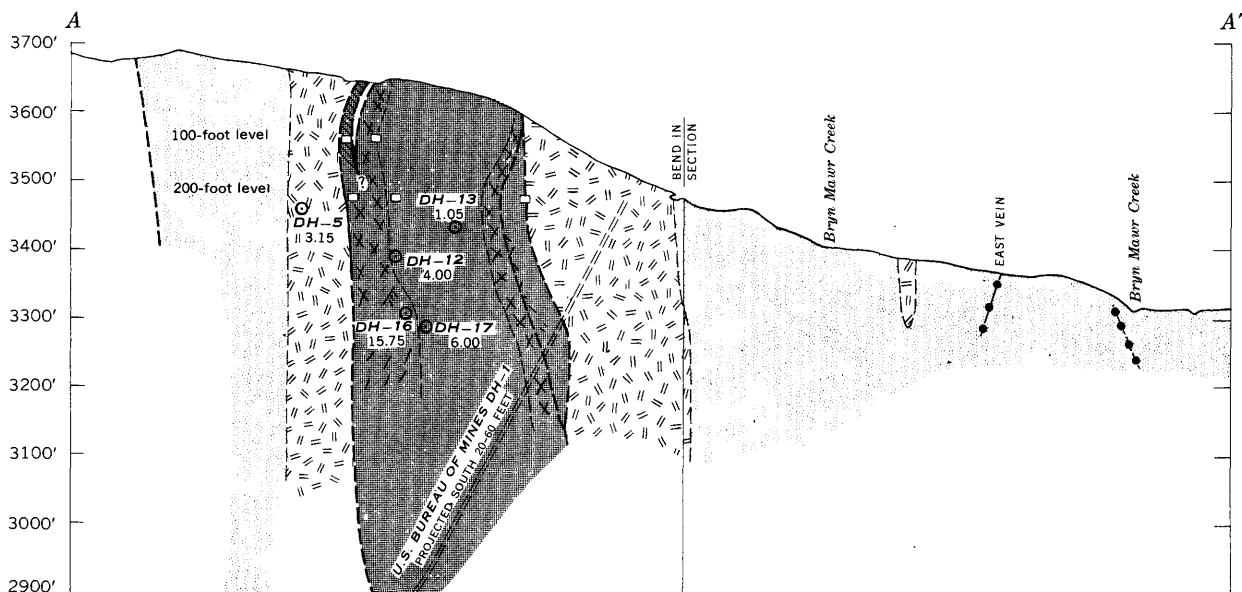 A
A'
3700'
3600'
3500'
3400'
3300'
3200'
3100'
3000'
2900'
100-foot level
200-foot level
?
DH-5
3.15
DH-13
1.05
DH-12
4.00
DH-16
15.75
DH-17
6.00
U.S. BUREAU OF MINES DH-1
PROJECTED SOUTH 20-60 FEET
BEND IN
SECTION
Bryn Mawr Creek
EAST VEIN
Bryn Mawr Creek